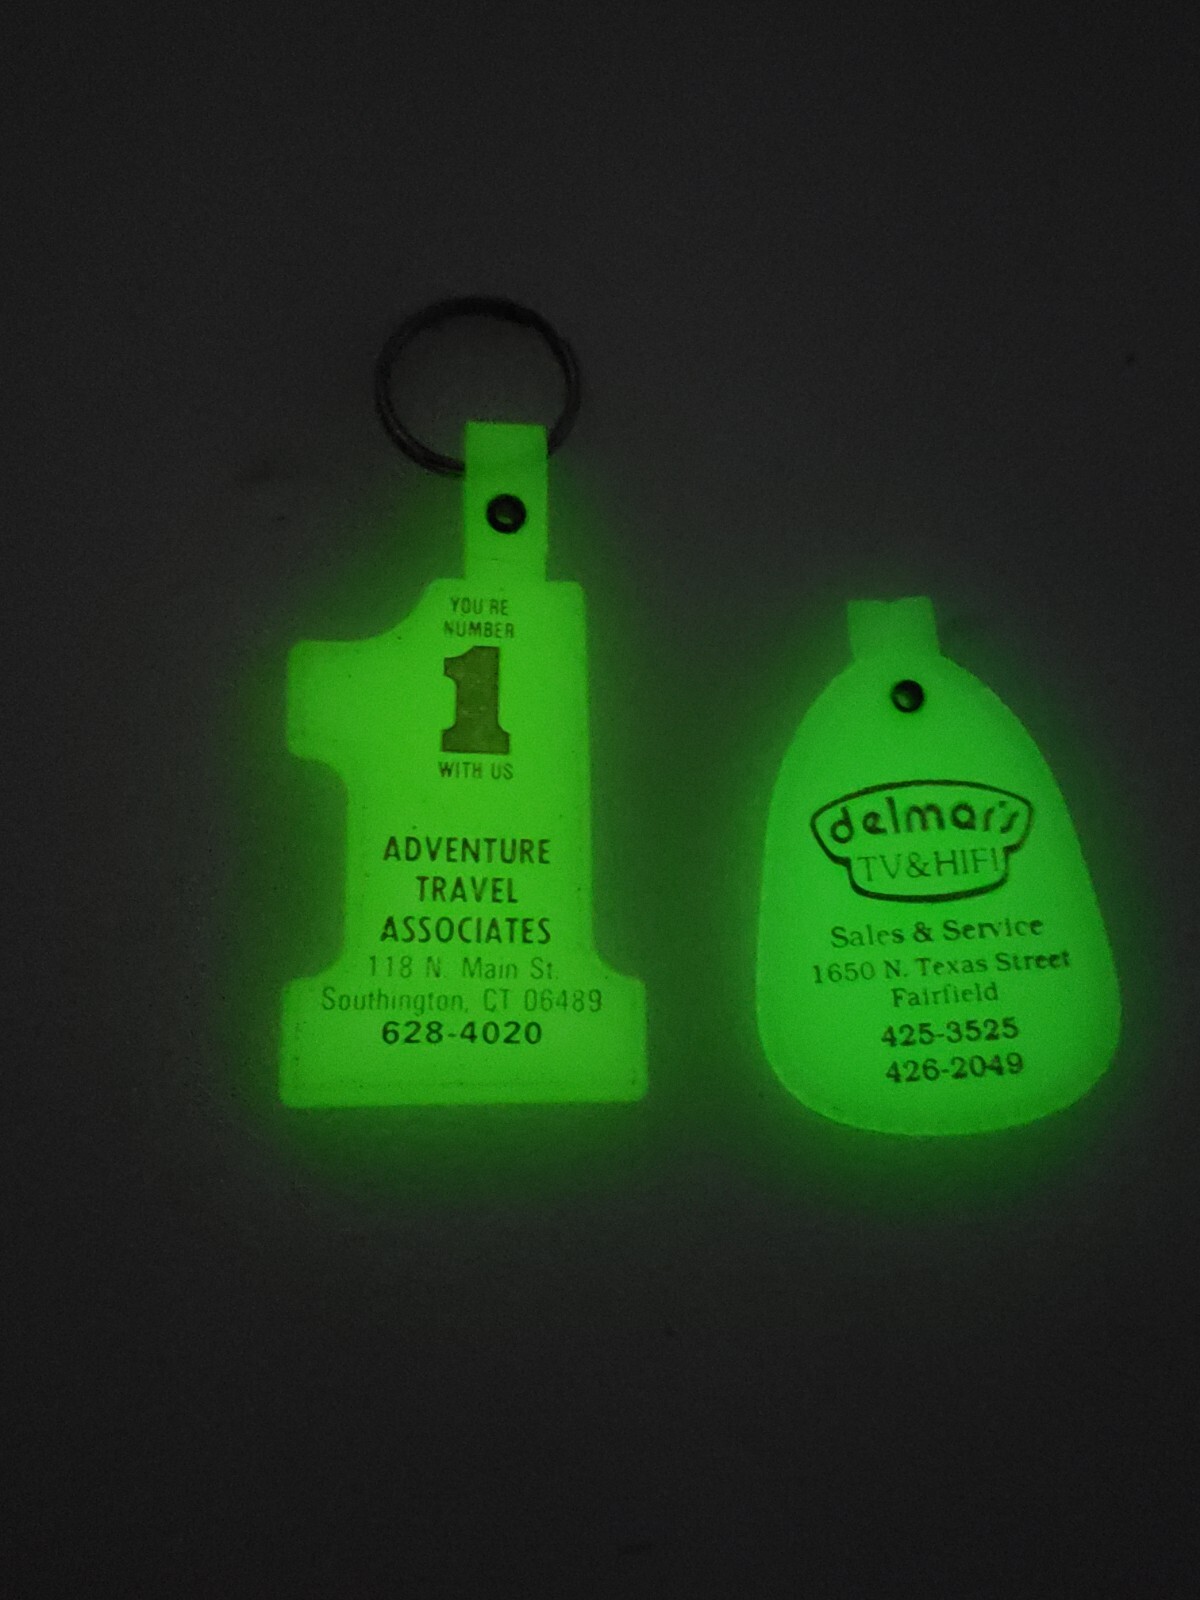 YOU'RE
NUMBER
1
WITH US
ADVENTURE
TRAVEL
ASSOCIATES
118 N. Main St.
Southington, CT 06489
628-4020
delmar's
TV&HIFI
Sales & Service
1650 N. Texas Street
Fairfield
425-3525
426-2049